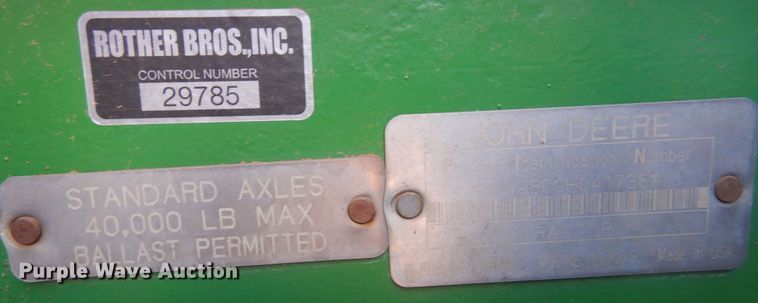 ROTHER BROS.,INC.
CONTROL NUMBER
29785
STANDARD AXLES
40,000 LB MAX
BALLAST PERMITTED
JOHN DEERE
Identification Number
Made in USA
Purple Wave Auction